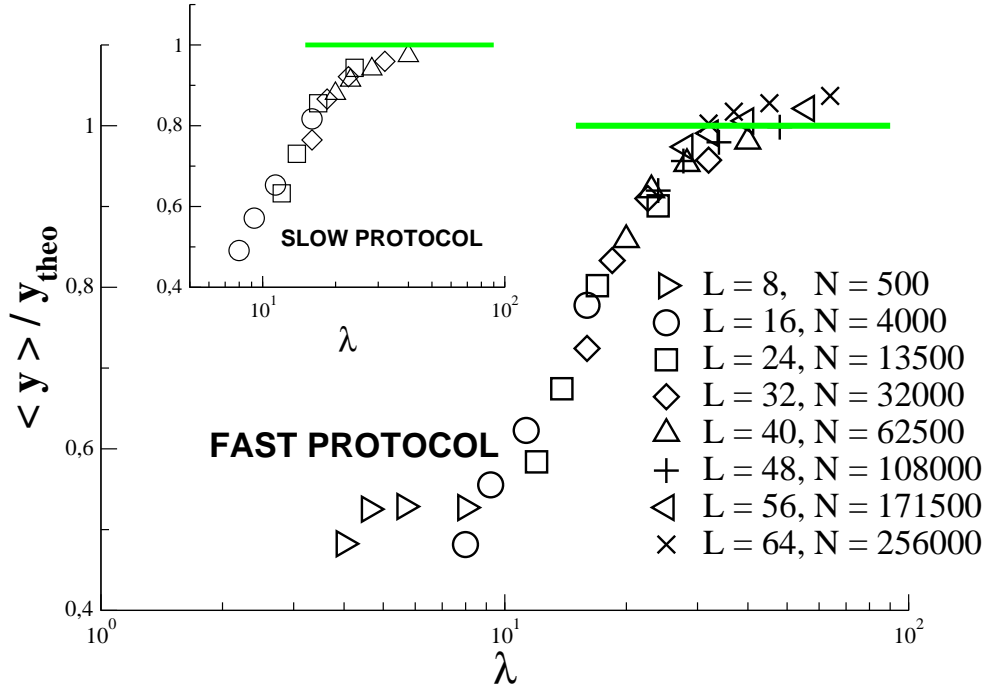 1
0,8
0,6
0,4
10¹
10²
λ
SLOW PROTOCOL
1
0,8
0,6
0,4
10⁰
10¹
10²
λ
< y > / y_theo
FAST PROTOCOL
L = 8, N = 500
L = 16, N = 4000
L = 24, N = 13500
L = 32, N = 32000
L = 40, N = 62500
L = 48, N = 108000
L = 56, N = 171500
L = 64, N = 256000